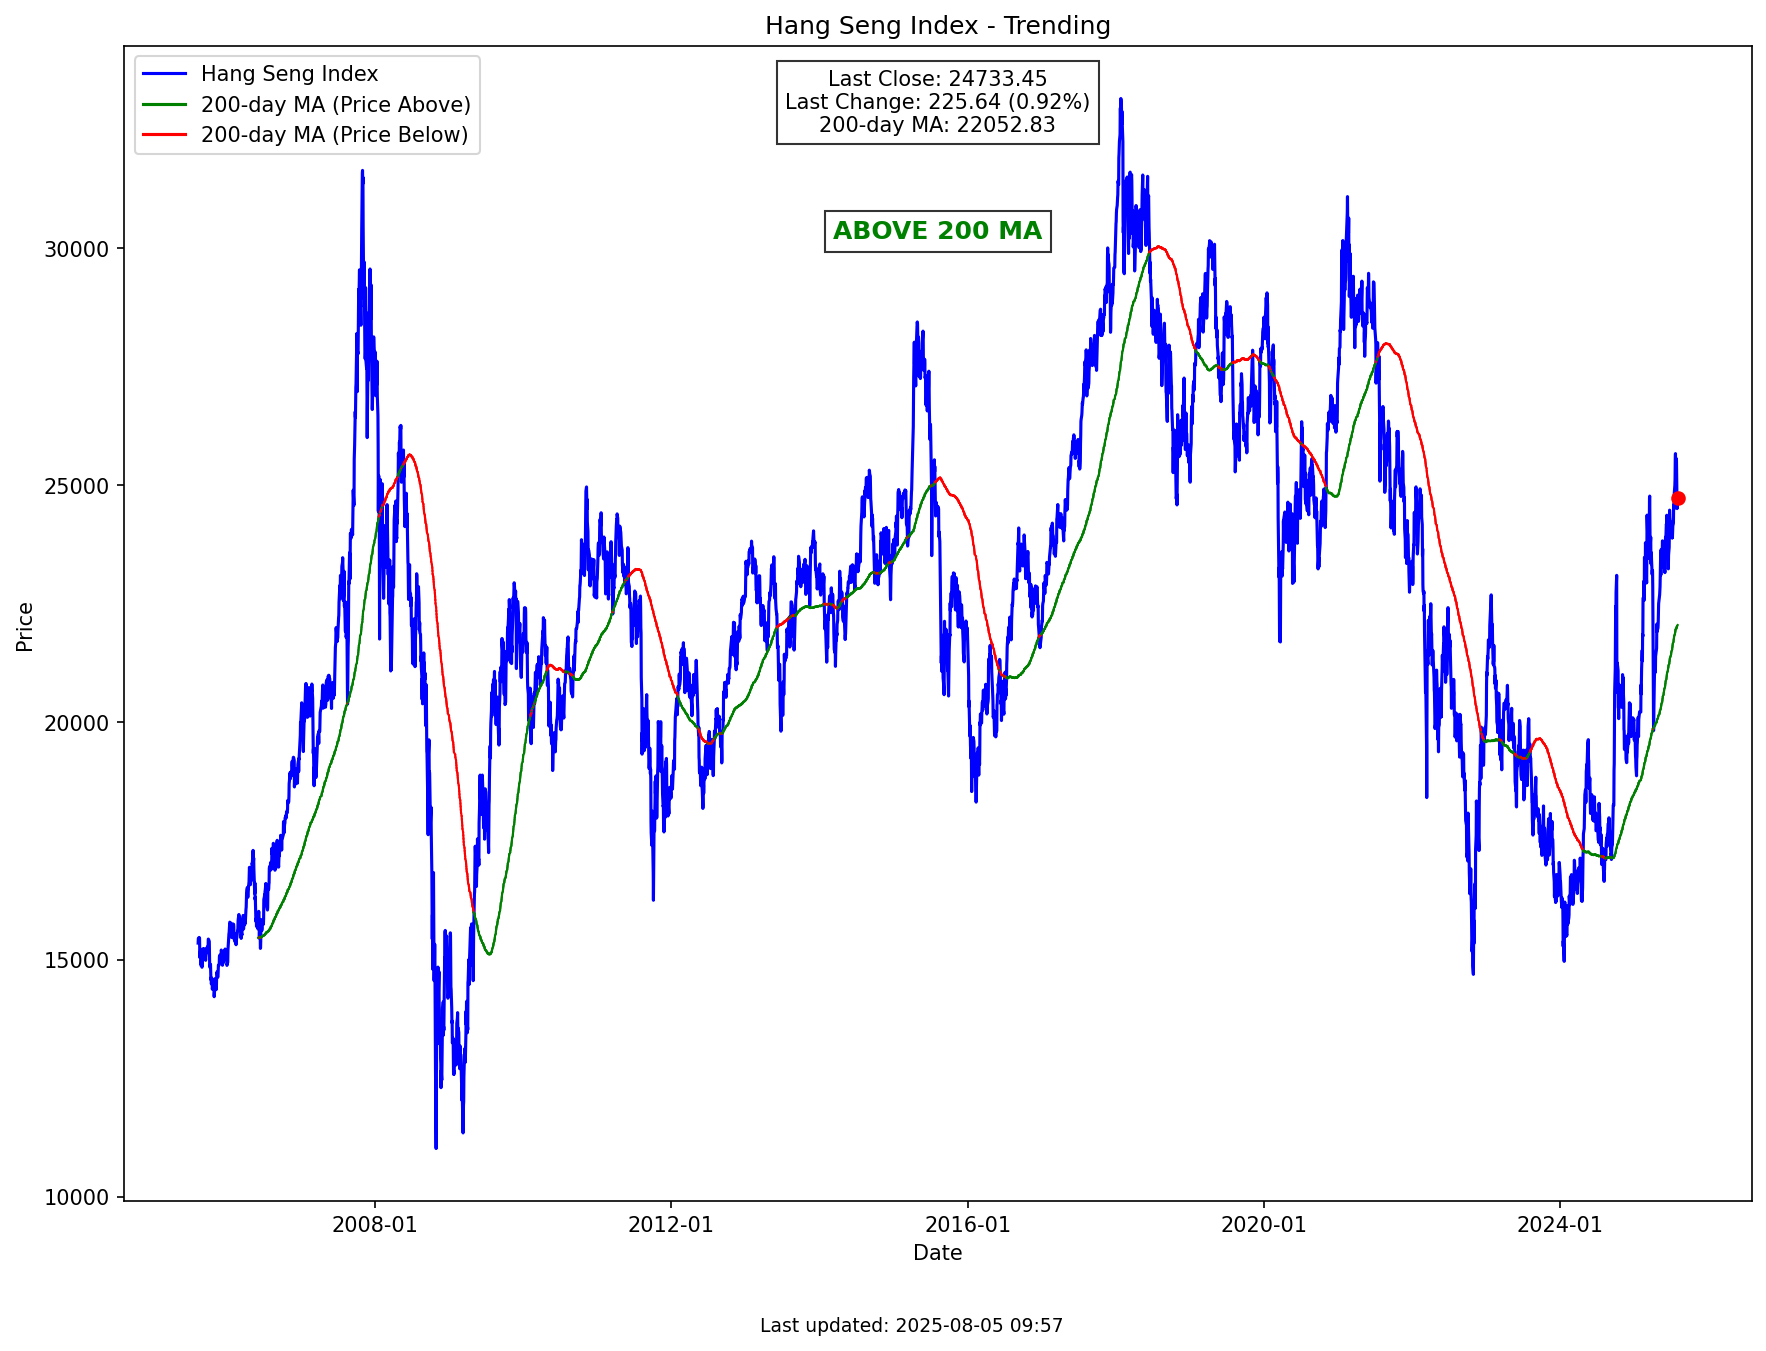 Hang Seng Index - Trending
Hang Seng Index
200-day MA (Price Above)
200-day MA (Price Below)
Last Close: 24733.45
Last Change: 225.64 (0.92%)
200-day MA: 22052.83
ABOVE 200 MA
Price
30000
25000
20000
15000
10000
2008-01
2012-01
2016-01
2020-01
2024-01
Date
Last updated: 2025-08-05 09:57